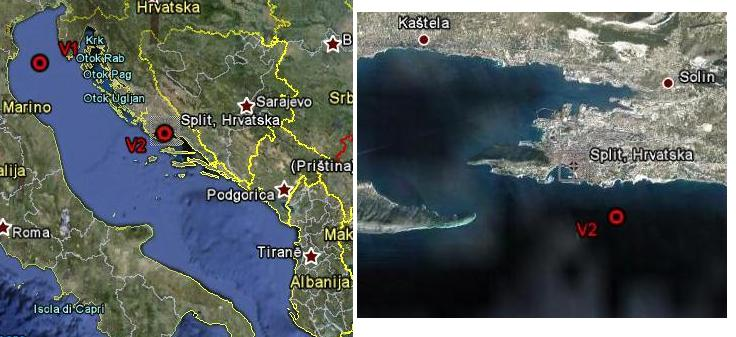 Hrvatska
V1
Krk
Otok Rab
Otok Pag
Otok Ugljan
B
Marino
Sarajevo
Srb
Split, Hrvatska
V2
(Priština)
Podgorica
Roma
Mak
Tiranë
Albanija
Iscla di Capri
alija
Kaštela
Solin
Split, Hrvatska
V2